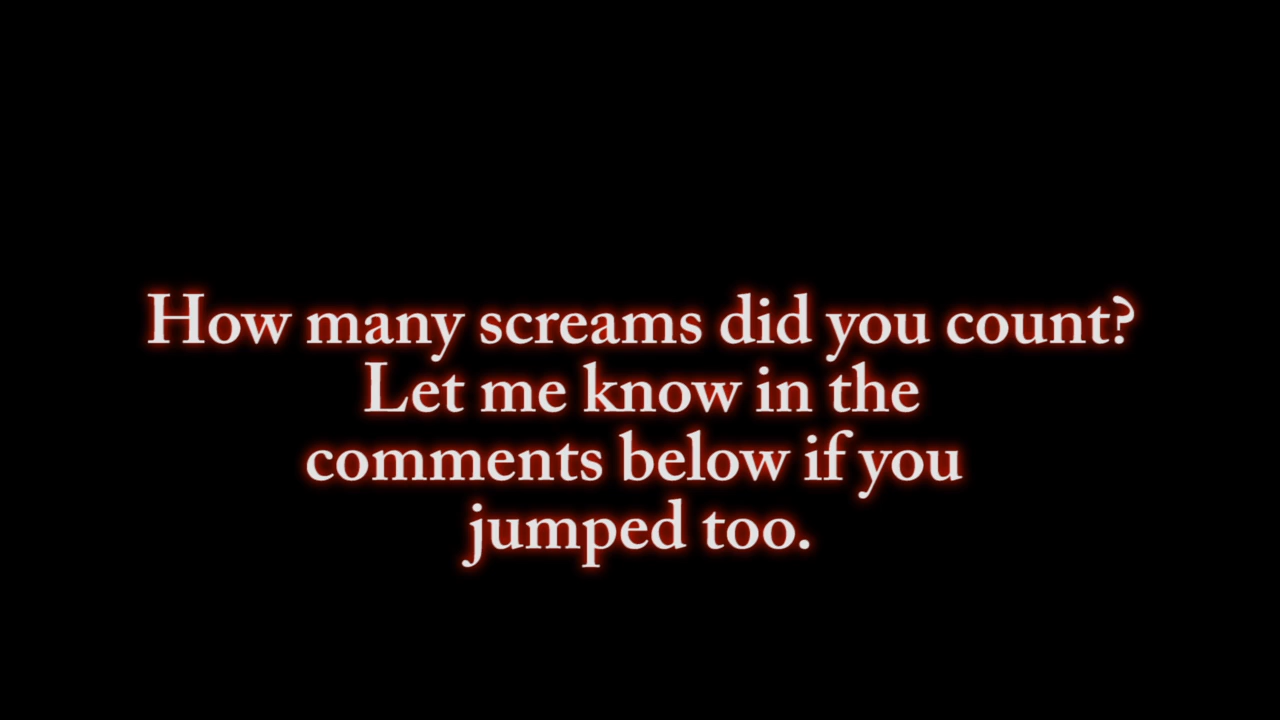 How many screams did you count?
Let me know in the
comments below if you
jumped too.